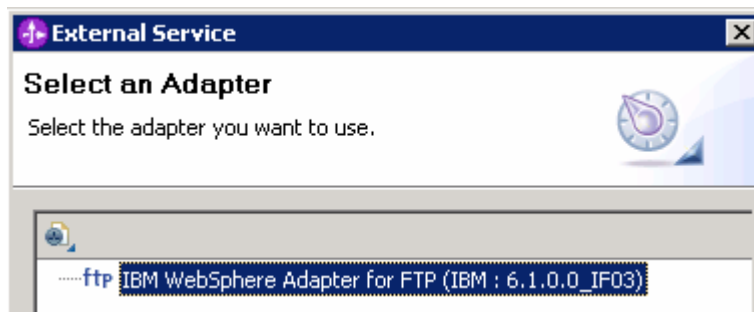 External Service
Select an Adapter
Select the adapter you want to use.
ftp IBM WebSphere Adapter for FTP (IBM : 6.1.0.0_IF03)